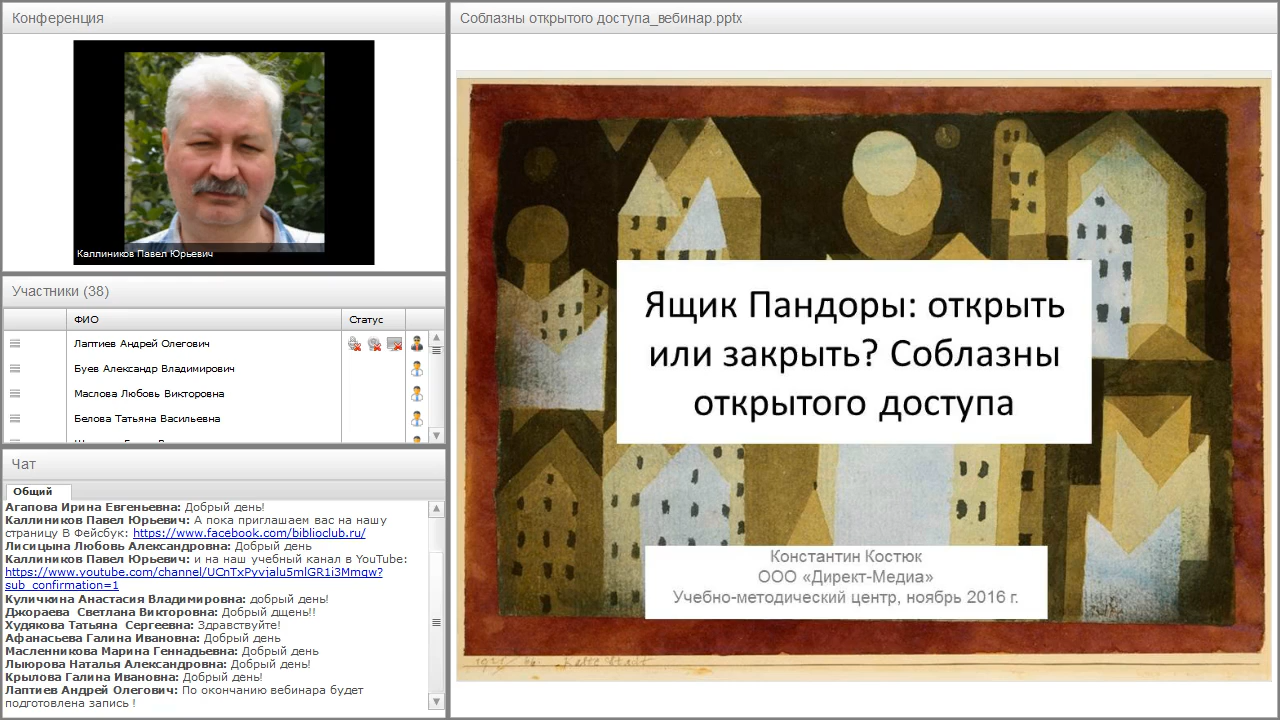 Конференция
Каллиников Павел Юрьевич
Участники (38)
ФИО
Статус
Лаптиев Андрей Олегович
Буев Александр Владимирович
Маслова Любовь Викторовна
Белова Татьяна Васильевна
Чат
Общий
Агапова Ирина Евгеньевна: Добрый день!
Каллиников Павел Юрьевич: А пока приглашаем вас на нашу
страницу В Фейсбук: https://www.facebook.com/biblioclub.ru/
Лисицына Любовь Александровна: Добрый день
Каллиников Павел Юрьевич: и на наш учебный канал в YouTube:
https://www.youtube.com/channel/UCnTxPyvjalu5mlGR1i3Mmqw?
sub_confirmation=1
Куличкина Анастасия Владимировна: добрый день!
Джораева Светлана Викторовна: Добрый дщень!!
Худякова Татьяна Сергеевна: Здравствуйте!
Афанасьева Галина Ивановна: Добрый день
Масленникова Марина Геннадьевна: Добрый день
Лыюрова Наталья Александровна: Добрый день!
Крылова Галина Ивановна: Добрый день!
Лаптиев Андрей Олегович: По окончанию вебинара будет
подготовлена запись !
Соблазны открытого доступа_вебинар.pptx
Ящик Пандоры: открыть
или закрыть? Соблазны
открытого доступа
Константин Костюк
ООО «Директ-Медиа»
Учебно-методический центр, ноябрь 2016 г.